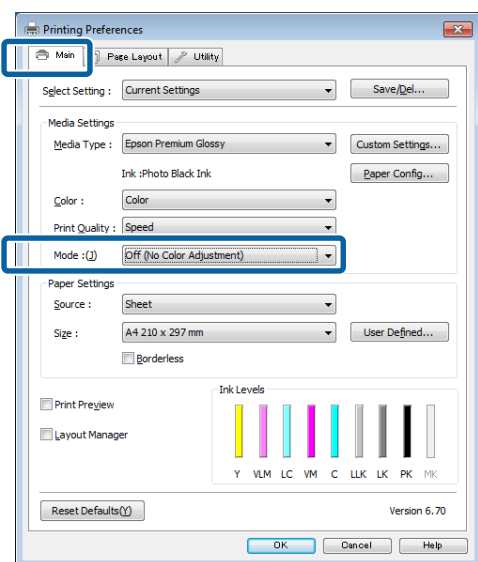 Printing Preferences
Main Page Layout Utility
Select Setting : Current Settings Save/Del...
Media Settings
Media Type : Epson Premium Glossy Custom Settings...
Ink :Photo Black Ink Paper Config...
Color : Color
Print Quality : Speed
Mode :(J) Off (No Color Adjustment)
Paper Settings
Source : Sheet
Size : A4 210 x 297 mm User Defined...
Borderless
Ink Levels
Print Preview
Layout Manager
Y VLM LC VM C LLK LK PK MK
Reset Defaults(Y) Version 6.70
OK Cancel Help